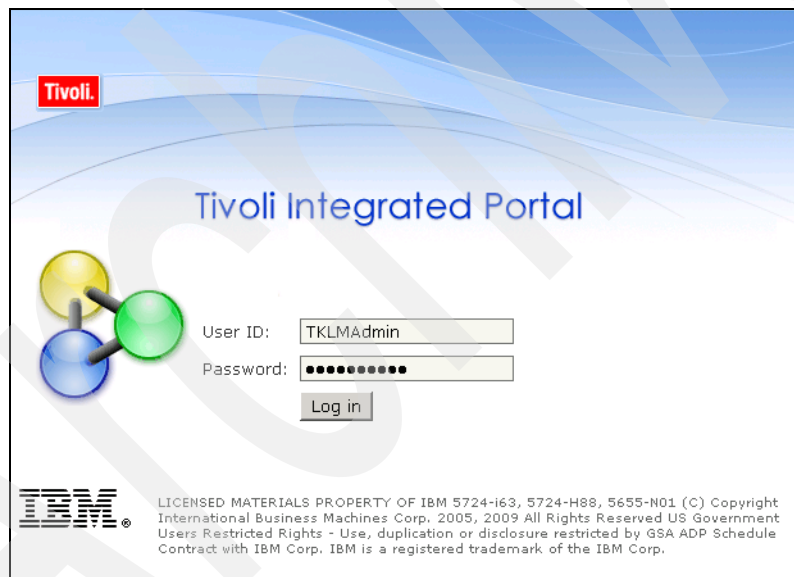 Tivoli.
Tivoli Integrated Portal
User ID: TKLMAdmin
Password: ●●●●●●●●●●
Log in
IBM®
LICENSED MATERIALS PROPERTY OF IBM 5724-i63, 5724-H88, 5655-N01 (C) Copyright
International Business Machines Corp. 2005, 2009 All Rights Reserved US Government
Users Restricted Rights - Use, duplication or disclosure restricted by GSA ADP Schedule
Contract with IBM Corp. IBM is a registered trademark of the IBM Corp.